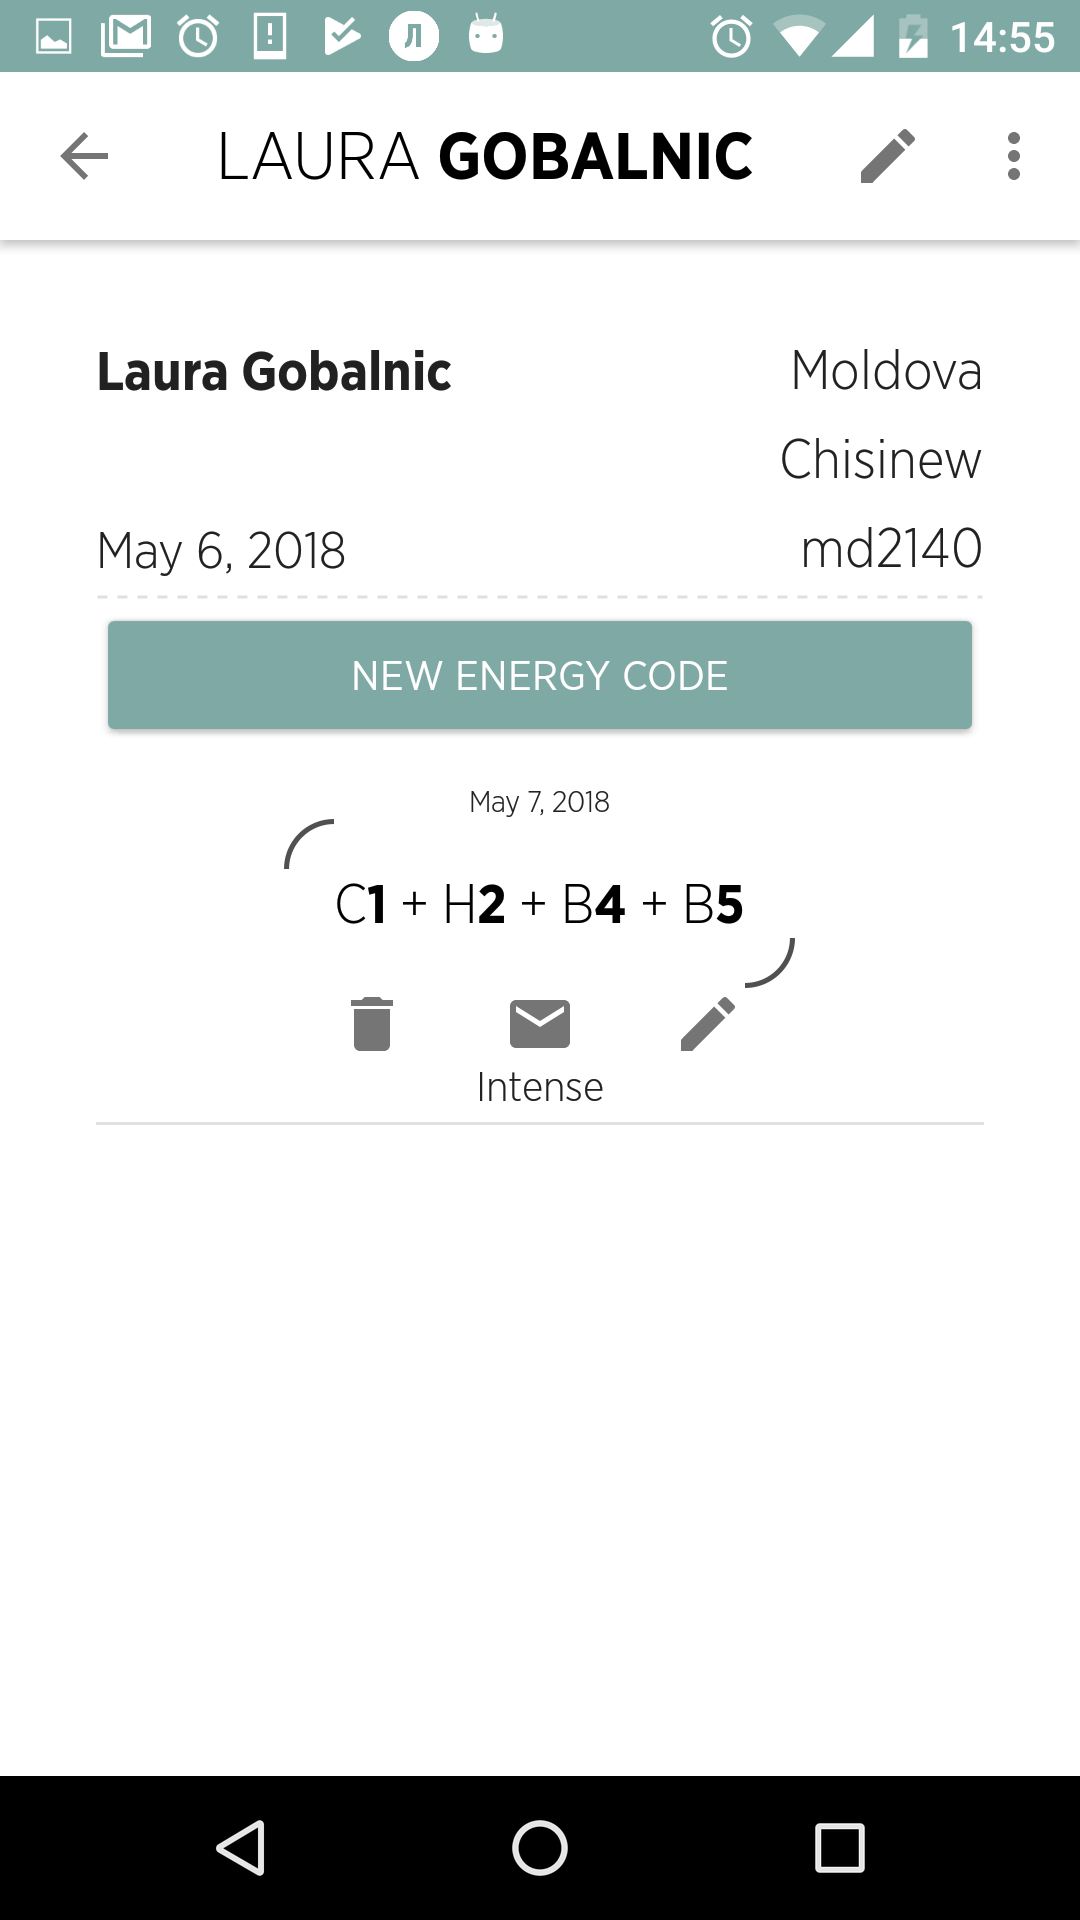 14:55
LAURA GOBALNIC
Laura Gobalnic
Moldova
Chisinew
May 6, 2018
md2140
NEW ENERGY CODE
May 7, 2018
C1 + H2 + B4 + B5
Intense